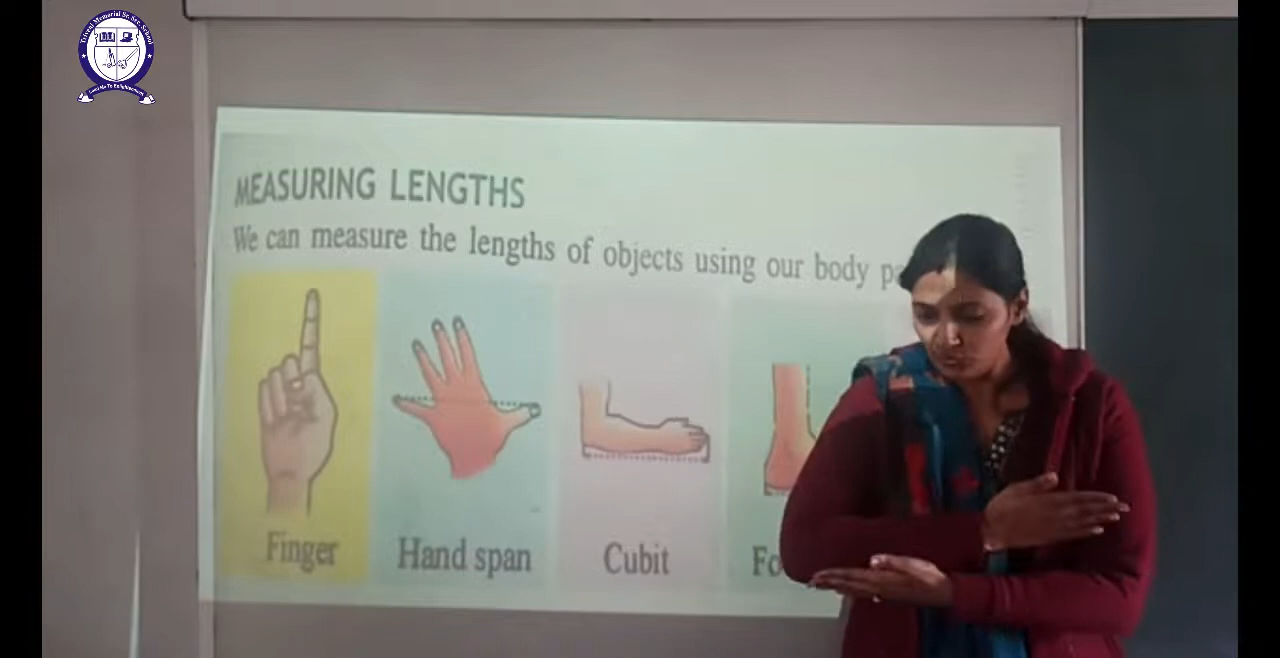 MEASURING LENGTHS
We can measure the lengths of objects using our body
Finger
Hand span
Cubit